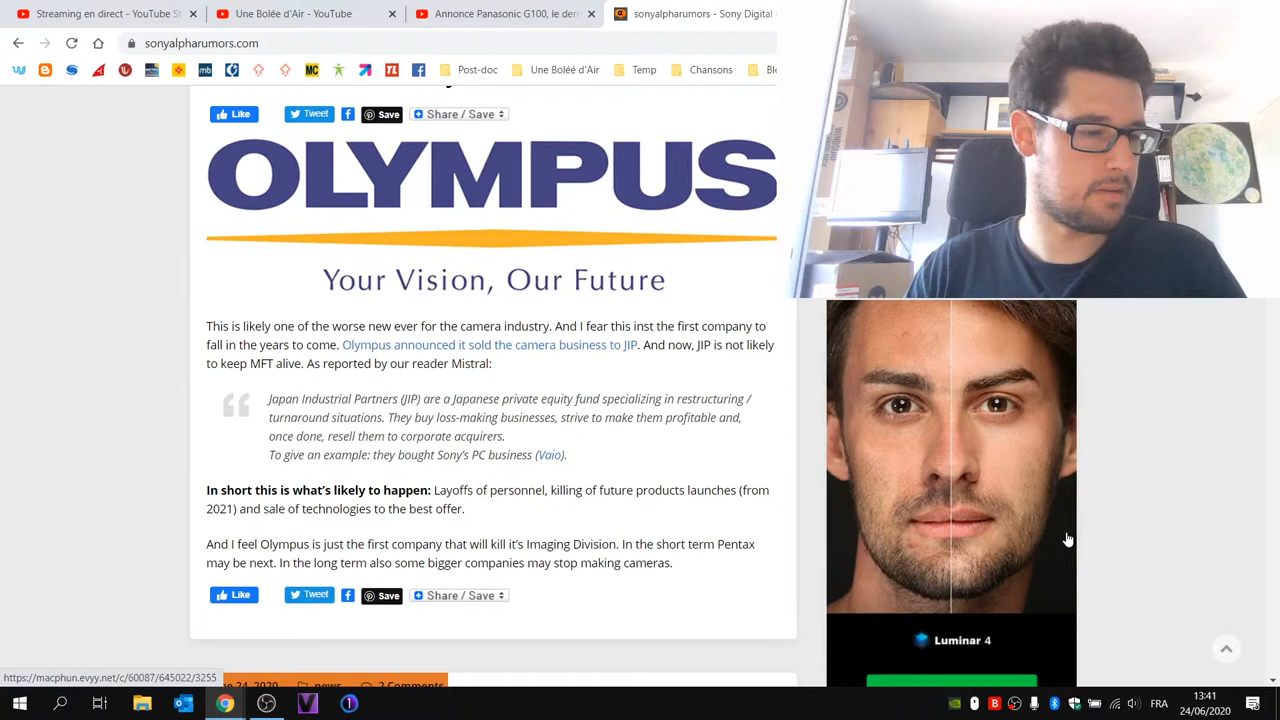 Streaming en direct - YouTube St
Une Bolée d'Air - YouTube
Annonce Panasonic G100, le der
sonyalpharumors - Sony Digital
sonyalpharumors.com
Post-doc
Une Boléé d'Air
Temp
Chansons
Blo
Like
Tweet
Save
Share / Save
OLYMPUS
Your Vision, Our Future
This is likely one of the worse new ever for the camera industry. And I fear this inst the first company to
fall in the years to come. Olympus announced it sold the camera business to JIP. And now, JIP is not likely
to keep MFT alive. As reported by our reader Mistral:
Japan Industrial Partners (JIP) are a Japanese private equity fund specializing in restructuring /
turnaround situations. They buy loss-making businesses, strive to make them profitable and,
once done, resell them to corporate acquirers.
To give an example: they bought Sony's PC business (Vaio).
In short this is what's likely to happen: Layoffs of personnel, killing of future products launches (from
2021) and sale of technologies to the best offer.
And I feel Olympus is just the first company that will kill it's Imaging Division. In the short term Pentax
may be next. In the long term also some bigger companies may stop making cameras.
Like
Tweet
Save
Share / Save
Luminar 4
https://macphun.evyy.net/c/60087/645022/3255
ne 24, 2020
news
2 Comments
FRA
13:41
24/06/2020